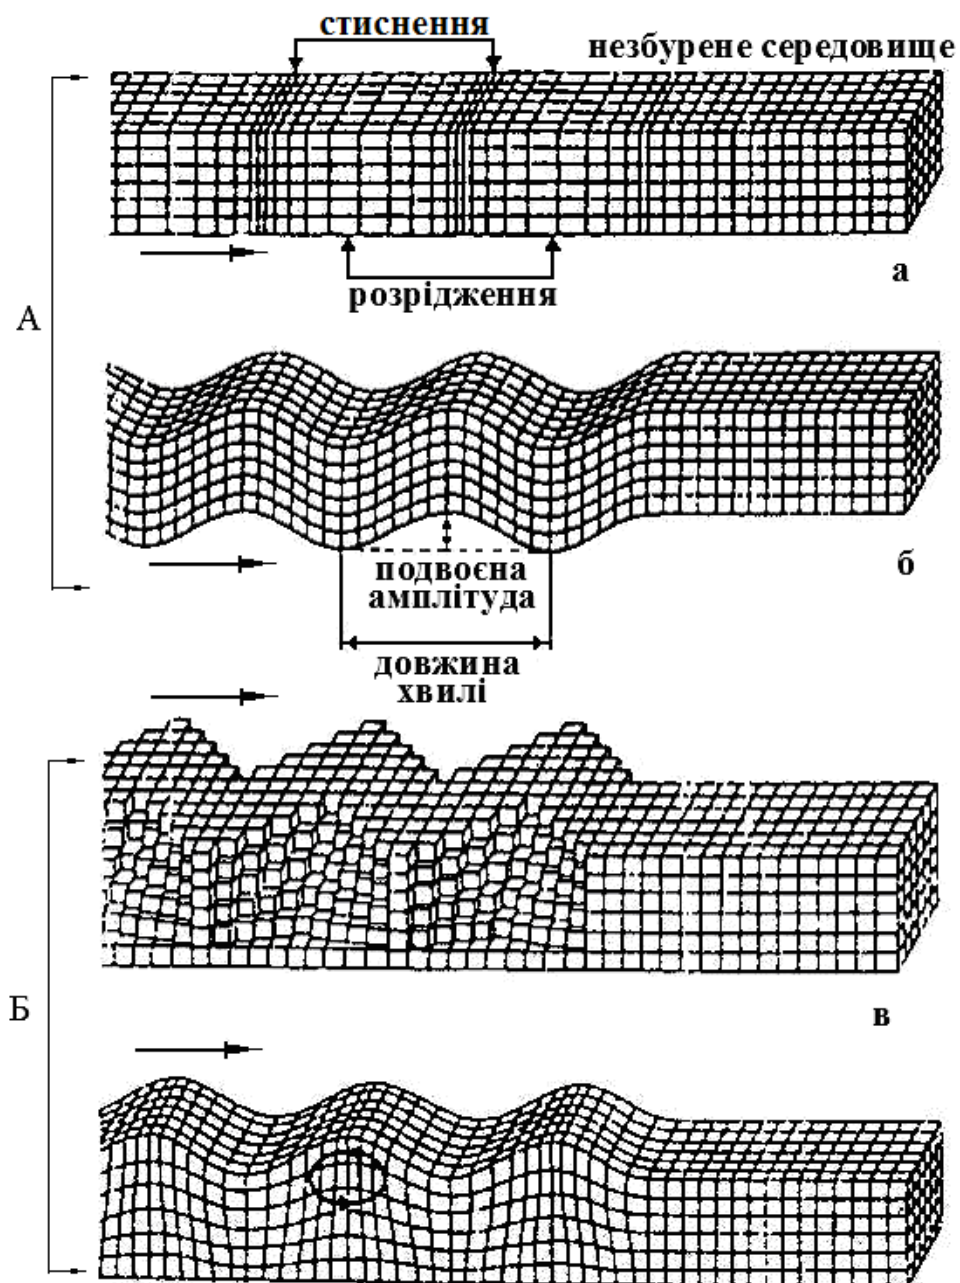 стиснення
незбурене середовище
а
розрідження
А
б
подвоєна
амплітуда
довжина
хвилі
Б
в